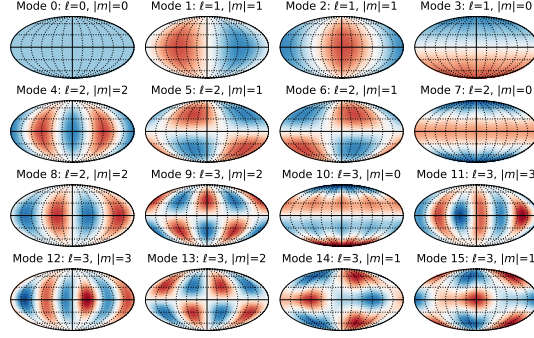 Mode 0: ℓ=0, |m|=0
Mode 1: ℓ=1, |m|=1
Mode 2: ℓ=1, |m|=1
Mode 3: ℓ=1, |m|=0
Mode 4: ℓ=2, |m|=2
Mode 5: ℓ=2, |m|=1
Mode 6: ℓ=2, |m|=1
Mode 7: ℓ=2, |m|=0
Mode 8: ℓ=2, |m|=2
Mode 9: ℓ=3, |m|=2
Mode 10: ℓ=3, |m|=0
Mode 11: ℓ=3, |m|=3
Mode 12: ℓ=3, |m|=3
Mode 13: ℓ=3, |m|=2
Mode 14: ℓ=3, |m|=1
Mode 15: ℓ=3, |m|=1